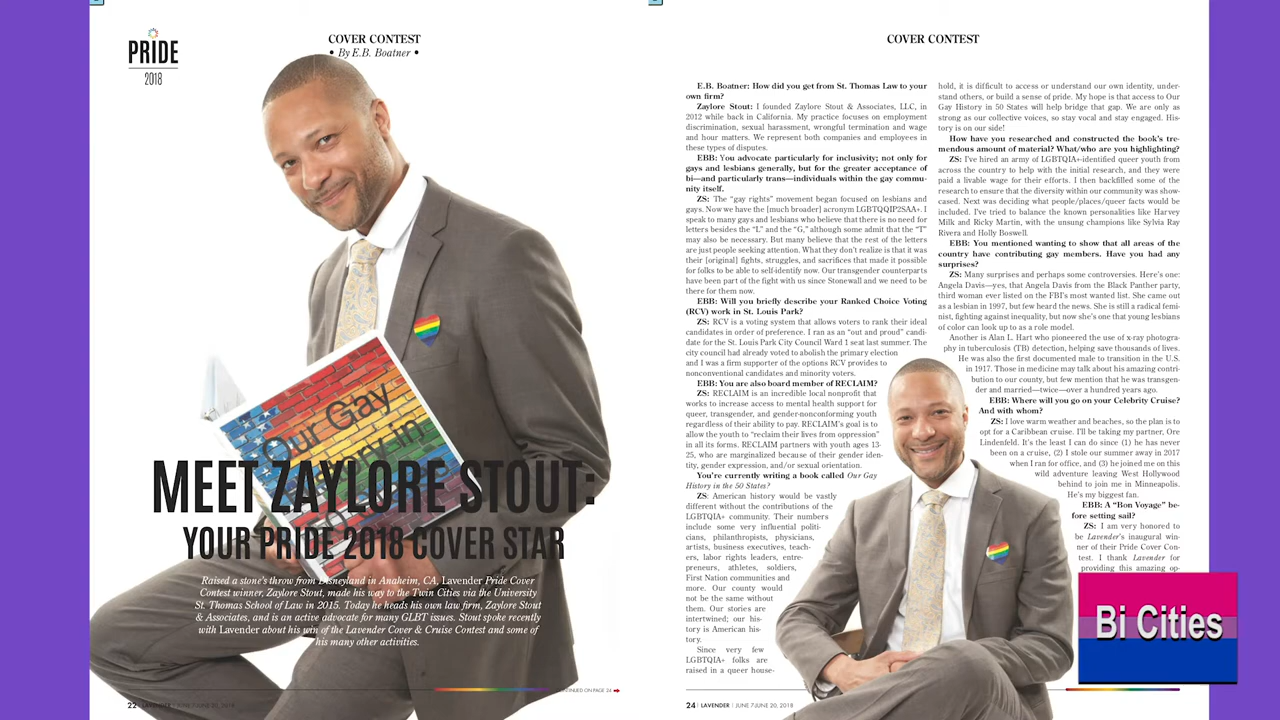 PRIDE
2018
COVER CONTEST
• By E.B. Boatner •
Our Gay
MEET ZAYLORE STOUT:
YOUR PRIDE 2018 COVER STAR
Raised a stone's throw from Disneyland in Anaheim, CA, Lavender Pride Cover
Contest winner, Zaylore Stout, made his way to the Twin Cities via the University
St. Thomas School of Law in 2015. Today he heads his own law firm, Zaylore Stout
& Associates, and is an active advocate for many GLBT issues. Stout spoke recently
with Lavender about his win of the Lavender Cover & Cruise Contest and some of
his many other activities.
CONTINUED ON PAGE 24
22 | LAVENDER | JUNE 7-JUNE 20, 2018
COVER CONTEST
E.B. Boatner: How did you get from St. Thomas Law to your
own firm?
Zaylore Stout: I founded Zaylore Stout & Associates, LLC, in
2012 while back in California. My practice focuses on employment
discrimination, sexual harassment, wrongful termination and wage
and hour matters. We represent both companies and employees in
these types of disputes.
EBB: You advocate particularly for inclusivity; not only for
gays and lesbians generally, but for the greater acceptance of
bi—and particularly trans—individuals within the gay commu-
nity itself.
ZS: The "gay rights" movement began focused on lesbians and
gays. Now we have the [much broader] acronym LGBTQQIP2SAA+. I
speak to many gays and lesbians who believe that there is no need for
letters besides the "L" and the "G," although some admit that the "T"
may also be necessary. But many believe that the rest of the letters
are just people seeking attention. What they don't realize is that it was
their [original] fights, struggles, and sacrifices that made it possible
for folks to be able to self-identify now. Our transgender counterparts
have been part of the fight with us since Stonewall and we need to be
there for them now.
EBB: Will you briefly describe your Ranked Choice Voting
(RCV) work in St. Louis Park?
ZS: RCV is a voting system that allows voters to rank their ideal
candidates in order of preference. I ran as an "out and proud" candi-
date for the St. Louis Park City Council Ward 1 seat last summer. The
city council had already voted to abolish the primary election
and I was a firm supporter of the options RCV provides to
nonconventional candidates and minority voters.
EBB: You are also board member of RECLAIM?
ZS: RECLAIM is an incredible local nonprofit that
works to increase access to mental health support for
queer, transgender, and gender-nonconforming youth
regardless of their ability to pay. RECLAIM's goal is to
allow the youth to "reclaim their lives from oppression"
in all its forms. RECLAIM partners with youth ages 13-
25, who are marginalized because of their gender iden-
tity, gender expression, and/or sexual orientation.
You're currently writing a book called Our Gay
History in the 50 States?
ZS: American history would be vastly
different without the contributions of the
LGBTQIA+ community. Their numbers
include some very influential politi-
cians, philanthropists, physicians,
artists, business executives, teach-
ers, labor rights leaders, entre-
preneurs, athletes, soldiers,
First Nation communities and
more. Our county would
not be the same without
them. Our stories are
intertwined; our his-
tory is American his-
tory.
Since very few
LGBTQIA+ folks are
raised in a queer house-
hold, it is difficult to access or understand our own identity, under-
stand others, or build a sense of pride. My hope is that access to Our
Gay History in 50 States will help bridge that gap. We are only as
strong as our collective voices, so stay vocal and stay engaged. His-
tory is on our side!
How have you researched and constructed the book's tre-
mendous amount of material? What/who are you highlighting?
ZS: I've hired an army of LGBTQIA+-identified queer youth from
across the country to help with the initial research, and they were
paid a livable wage for their efforts. I then backfilled some of the
research to ensure that the diversity within our community was show-
cased. Next was deciding what people/places/queer facts would be
included. I've tried to balance the known personalities like Harvey
Milk and Ricky Martin, with the unsung champions like Sylvia Ray
Rivera and Holly Boswell.
EBB: You mentioned wanting to show that all areas of the
country have contributing gay members. Have you had any
surprises?
ZS: Many surprises and perhaps some controversies. Here's one:
Angela Davis—yes, that Angela Davis from the Black Panther party,
third woman ever listed on the FBI's most wanted list. She came out
as a lesbian in 1997, but few heard the news. She is still a radical femi-
nist, fighting against inequality, but now she's one that young lesbians
of color can look up to as a role model.
Another is Alan L. Hart who pioneered the use of x-ray photogra-
phy in tuberculosis (TB) detection, helping save thousands of lives.
He was also the first documented male to transition in the U.S.
in 1917. Those in medicine may talk about his amazing contri-
bution to our county, but few mention that he was transgen-
der and married—twice—over a hundred years ago.
EBB: Where will you go on your Celebrity Cruise?
And with whom?
ZS: I love warm weather and beaches, so the plan is to
opt for a Caribbean cruise. I'll be taking my partner, Ore
Lindenfeld. It's the least I can do since (1) he has never
been on a cruise, (2) I stole our summer away in 2017
when I ran for office, and (3) he joined me on this
wild adventure leaving West Hollywood
behind to join me in Minneapolis.
He's my biggest fan.
EBB: A "Bon Voyage" be-
fore setting sail?
ZS: I am very honored to
be Lavender's inaugural win-
ner of their Pride Cover Con-
test. I thank Lavender for
providing this amazing op-
Bi Cities
24 | LAVENDER | JUNE 7-JUNE 20, 2018